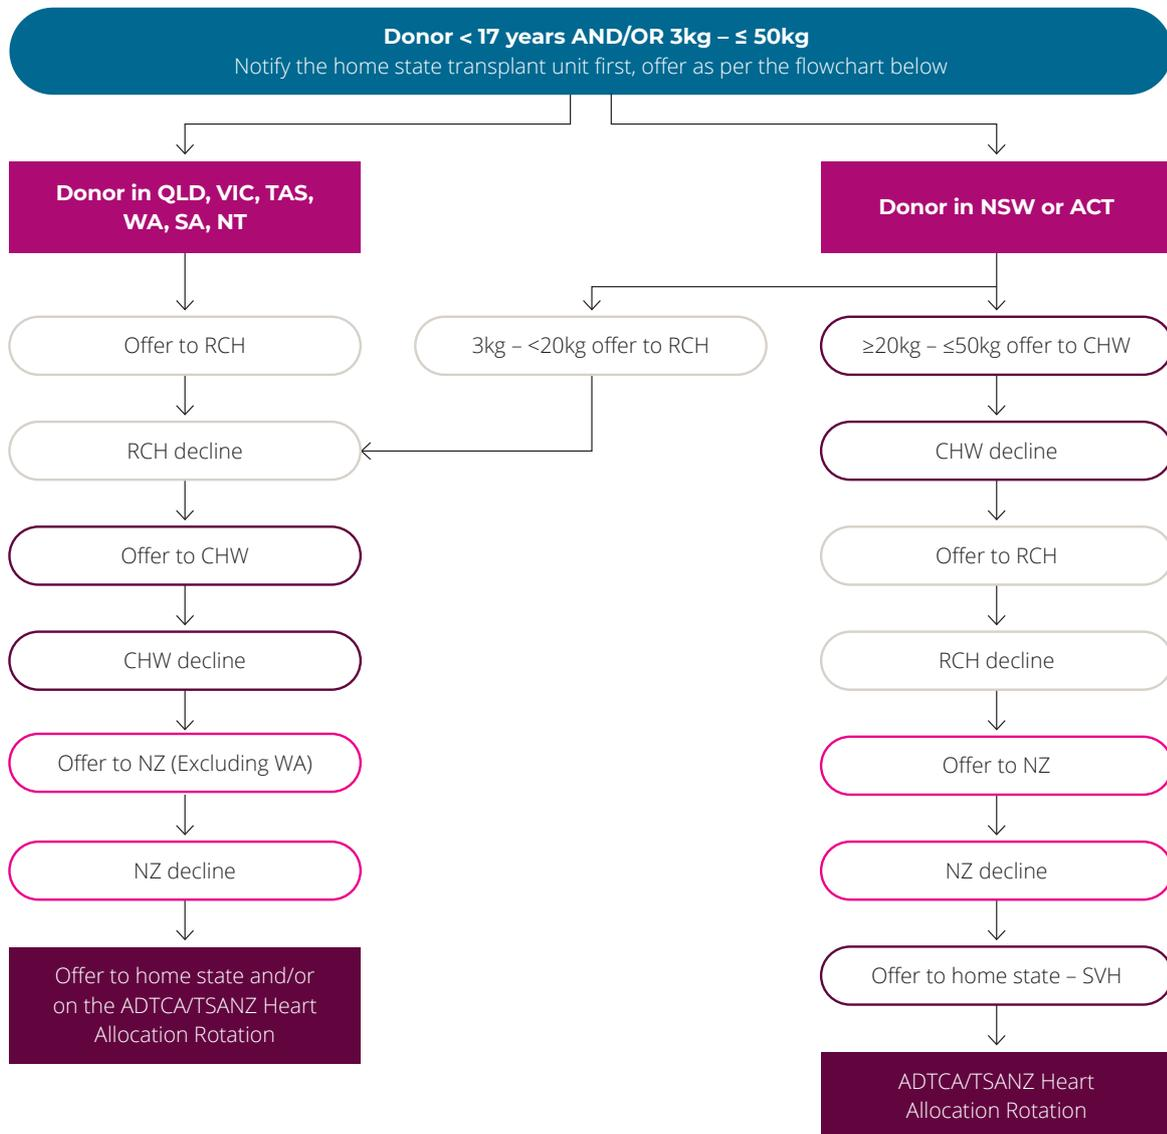 Donor < 17 years AND/OR 3kg – ≤ 50kg
Notify the home state transplant unit first, offer as per the flowchart below
Donor in QLD, VIC, TAS,
WA, SA, NT
Donor in NSW or ACT
Offer to RCH
3kg – <20kg offer to RCH
≥20kg – ≤50kg offer to CHW
RCH decline
CHW decline
Offer to CHW
Offer to RCH
CHW decline
RCH decline
Offer to NZ (Excluding WA)
Offer to NZ
NZ decline
NZ decline
Offer to home state and/or
on the ADTCA/TSANZ Heart
Allocation Rotation
Offer to home state – SVH
ADTCA/TSANZ Heart
Allocation Rotation